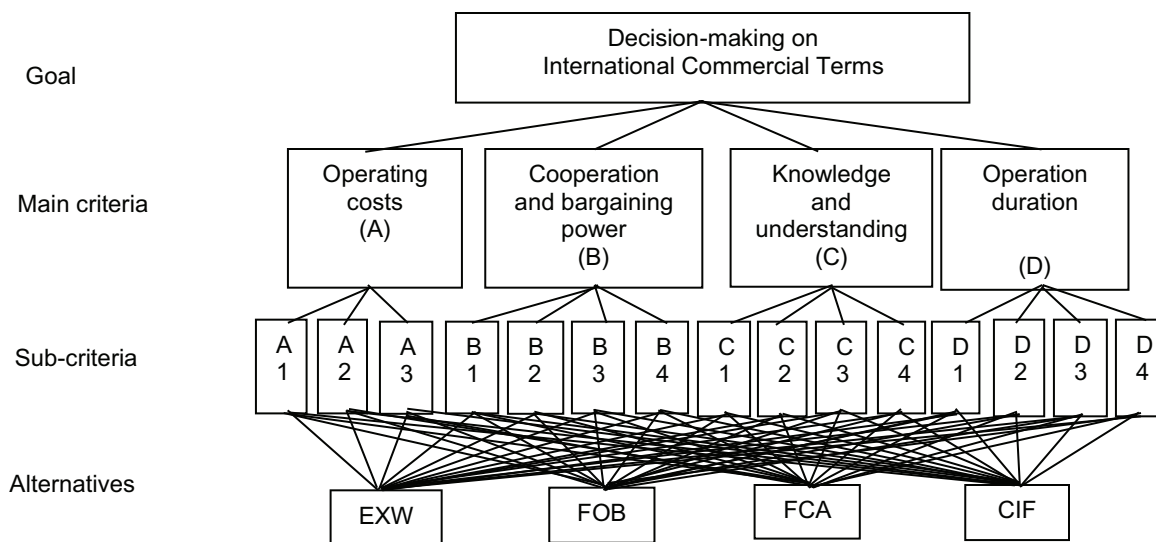 Goal
Decision-making on
International Commercial Terms
Main criteria
Operating
costs
(A)
Cooperation
and bargaining
power
(B)
Knowledge
and
understanding
(C)
Operation
duration
(D)
Sub-criteria
A
1
A
2
A
3
B
1
B
2
B
3
B
4
C
1
C
2
C
3
C
4
D
1
D
2
D
3
D
4
Alternatives
EXW
FOB
FCA
CIF